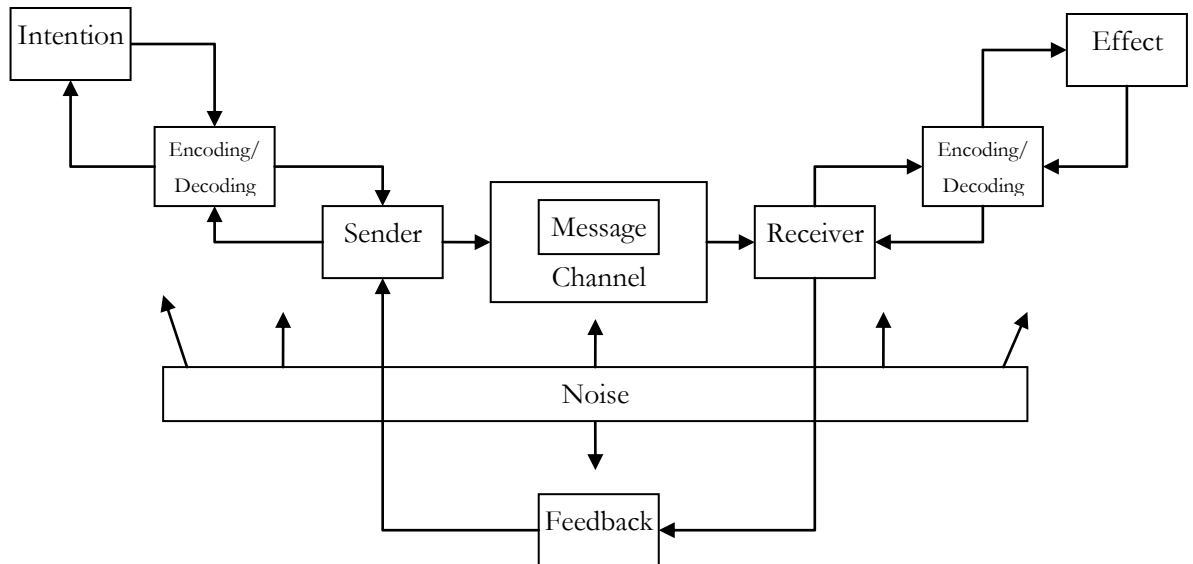 Intention
Effect
Encoding/
Decoding
Encoding/
Decoding
Sender
Message
Channel
Receiver
Noise
Feedback